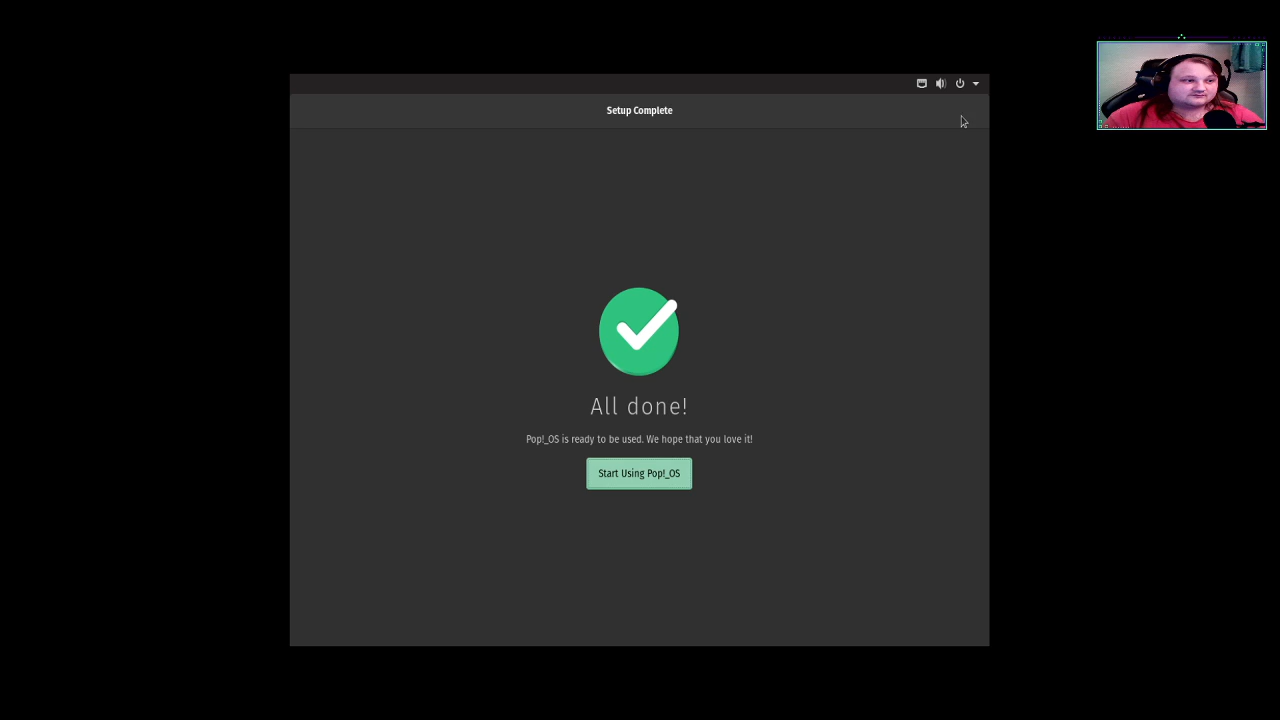 Setup Complete
All done!
Pop!_OS is ready to be used. We hope that you love it!
Start Using Pop!_OS